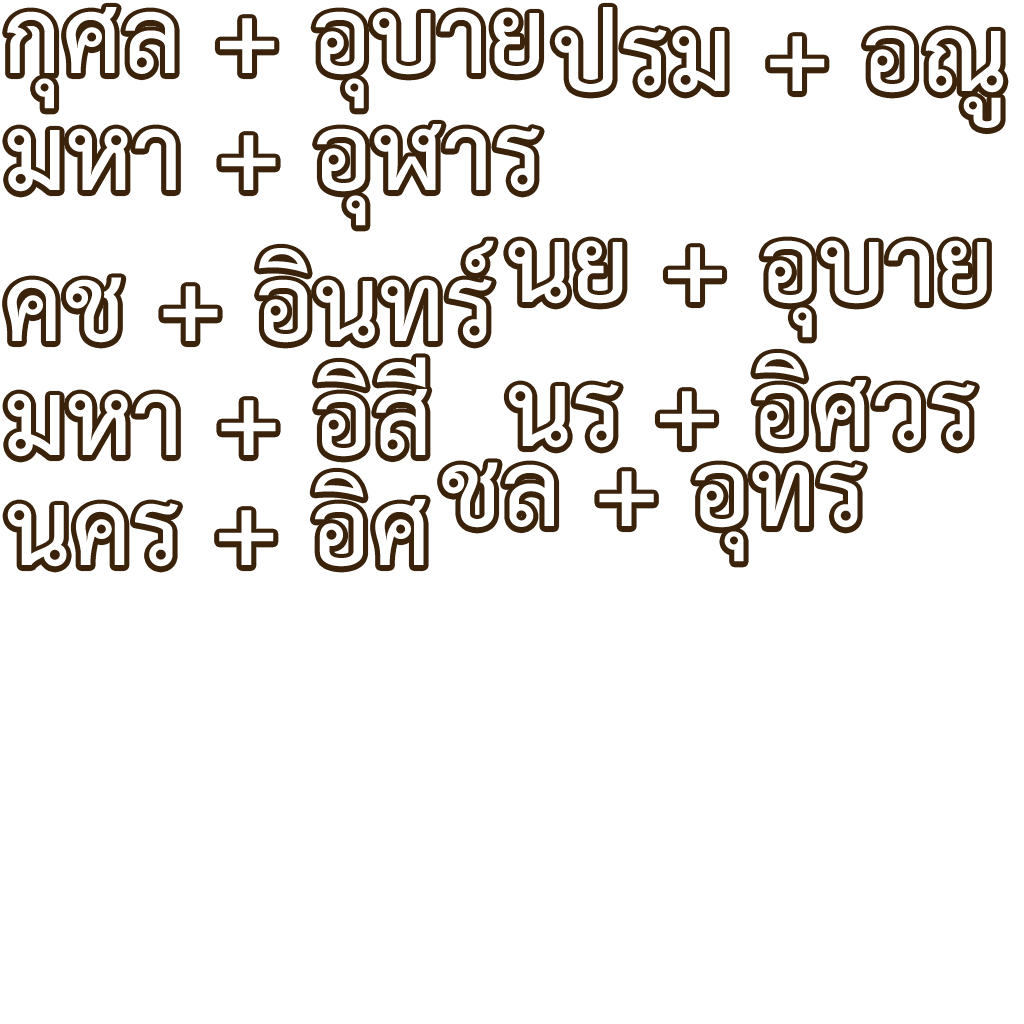 กุศล + อุบาย
ปรม + อณู
มหา + อุฬาร
นย + อุบาย
คช + อินทร์
มหา + อิสี
นร + อิศวร
ชล + อุทร
นคร + อิศ